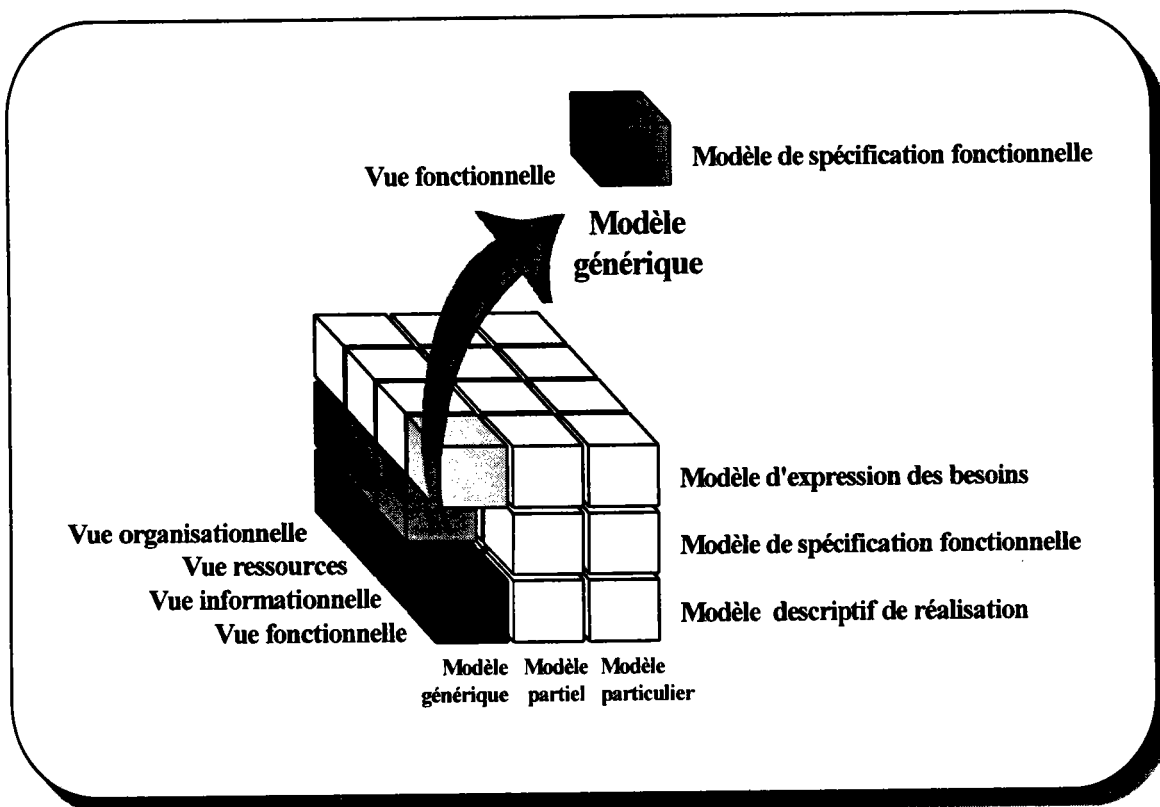 Vue fonctionnelle
Modèle de spécification fonctionnelle
Modèle
générique
Modèle d'expression des besoins
Modèle de spécification fonctionnelle
Modèle descriptif de réalisation
Vue organisationnelle
Vue ressources
Vue informationnelle
Vue fonctionnelle
Modèle Modèle Modèle
générique partiel particulier